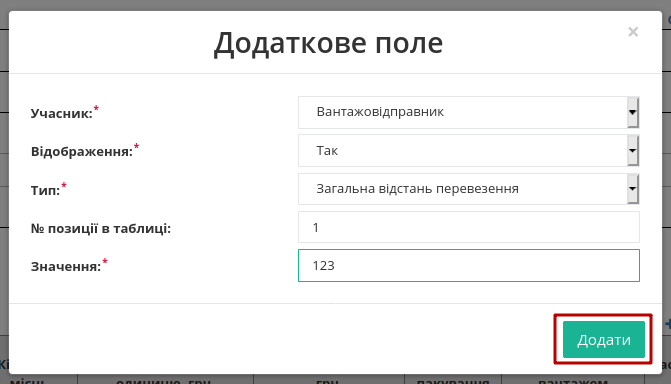 ×
Додаткове поле
Учасник:* Вантажовідправник
Відображення:* Так
Тип:* Загальна відстань перевезення
№ позиції в таблиці: 1
Значення:* 123
Додати